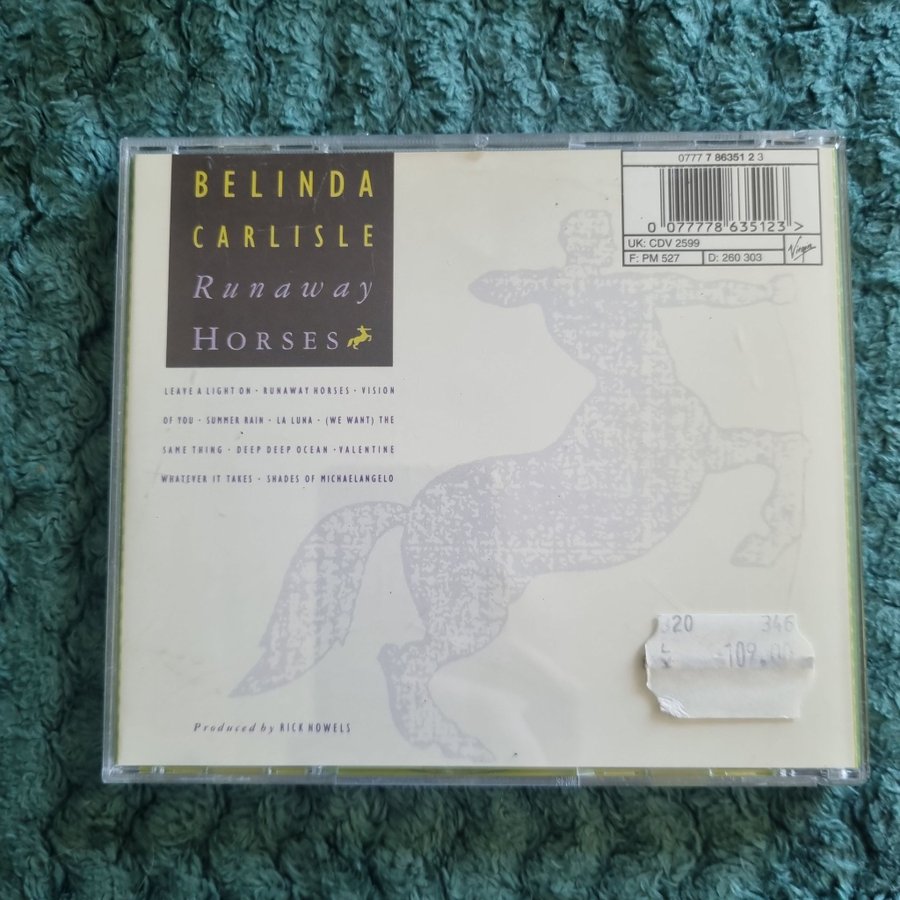 BELINDA
CARLISLE
Runaway
HORSES
LEAVE A LIGHT ON · RUNAWAY HORSES · VISION
OF YOU · SUMMER RAIN · LA LUNA · (WE WANT) THE
SAME THING · DEEP DEEP OCEAN · VALENTINE
WHATEVER IT TAKES · SHADES OF MICHAELANGELO
Produced by RICK NOWELS
0777 7 86351 2 3
0 077778 635123 >
UK: CDV 2599
F: PM 527
D: 260 303
Virgin
320 346
109.00